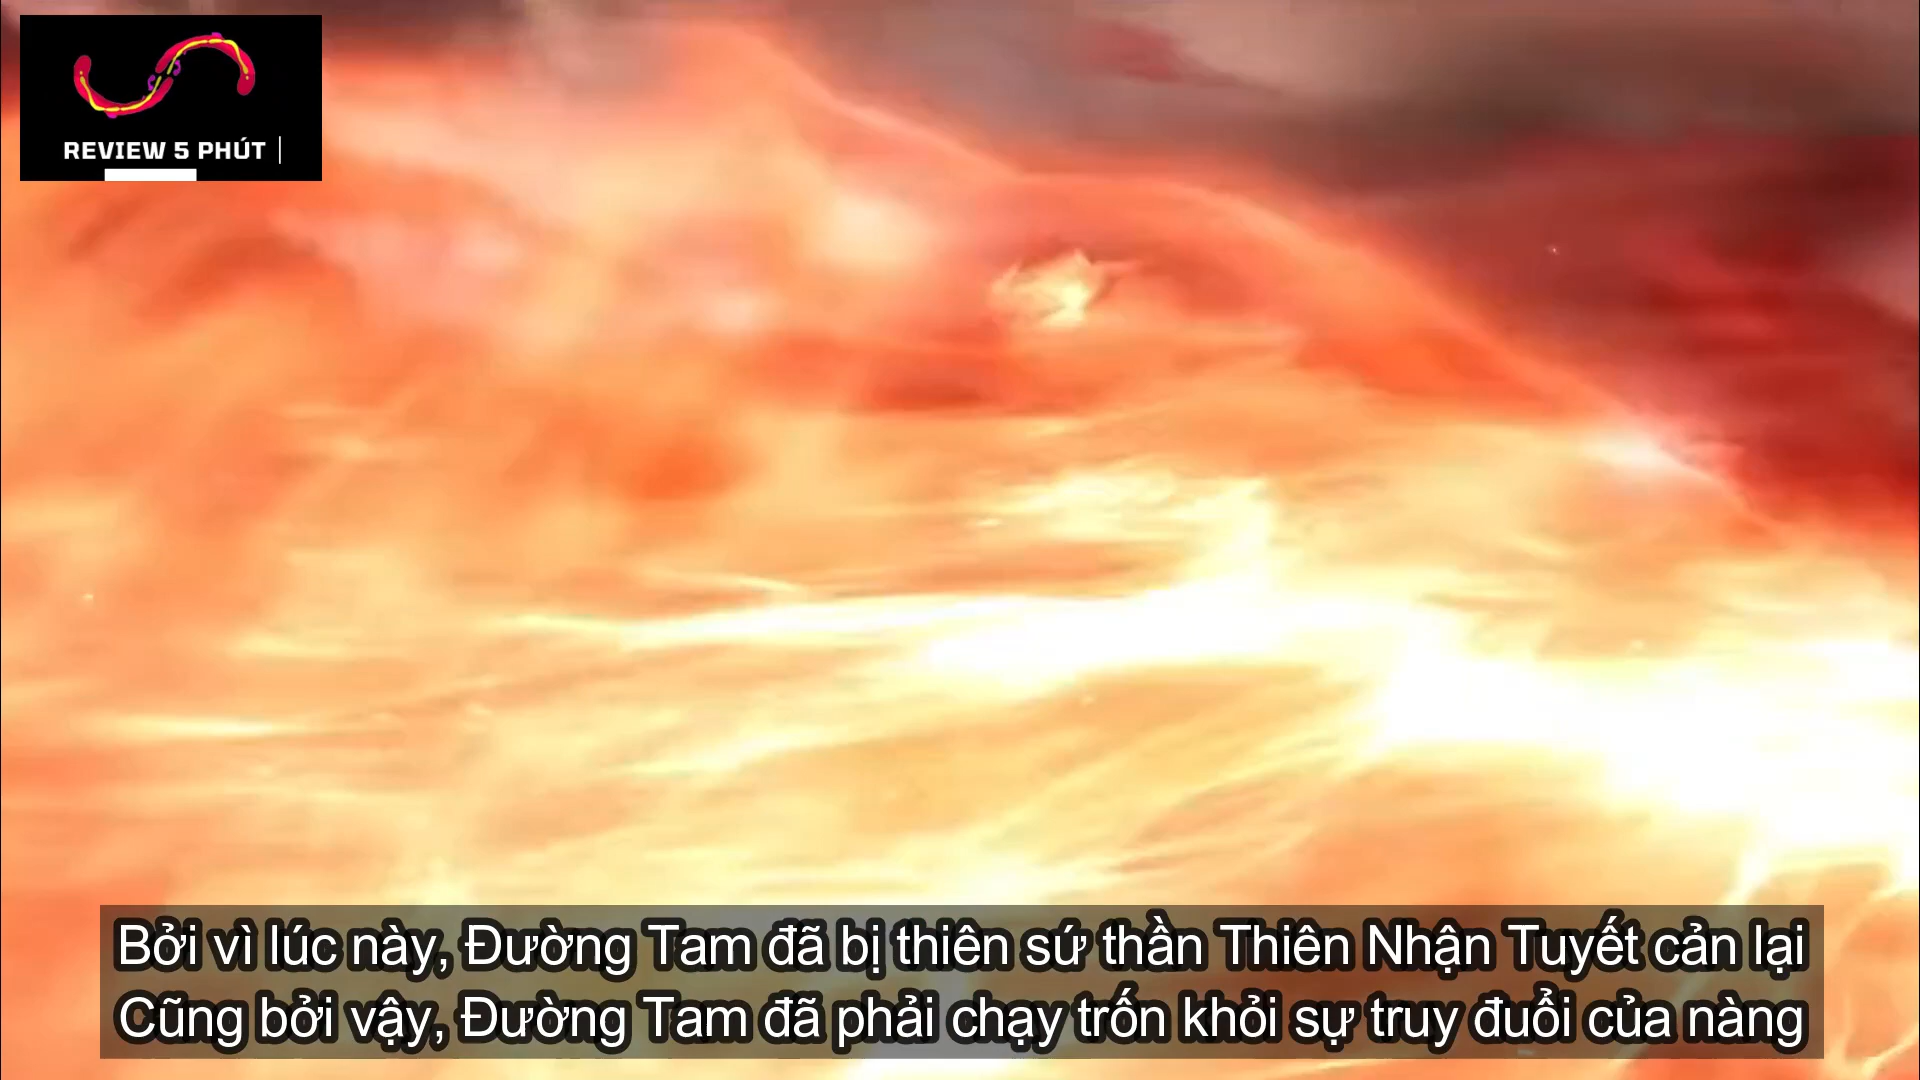 REVIEW 5 PHÚT
Bởi vì lúc này, Đường Tam đã bị thiên sứ thần Thiên Nhận Tuyết cản lại
Cũng bởi vậy, Đường Tam đã phải chạy trốn khỏi sự truy đuổi của nàng